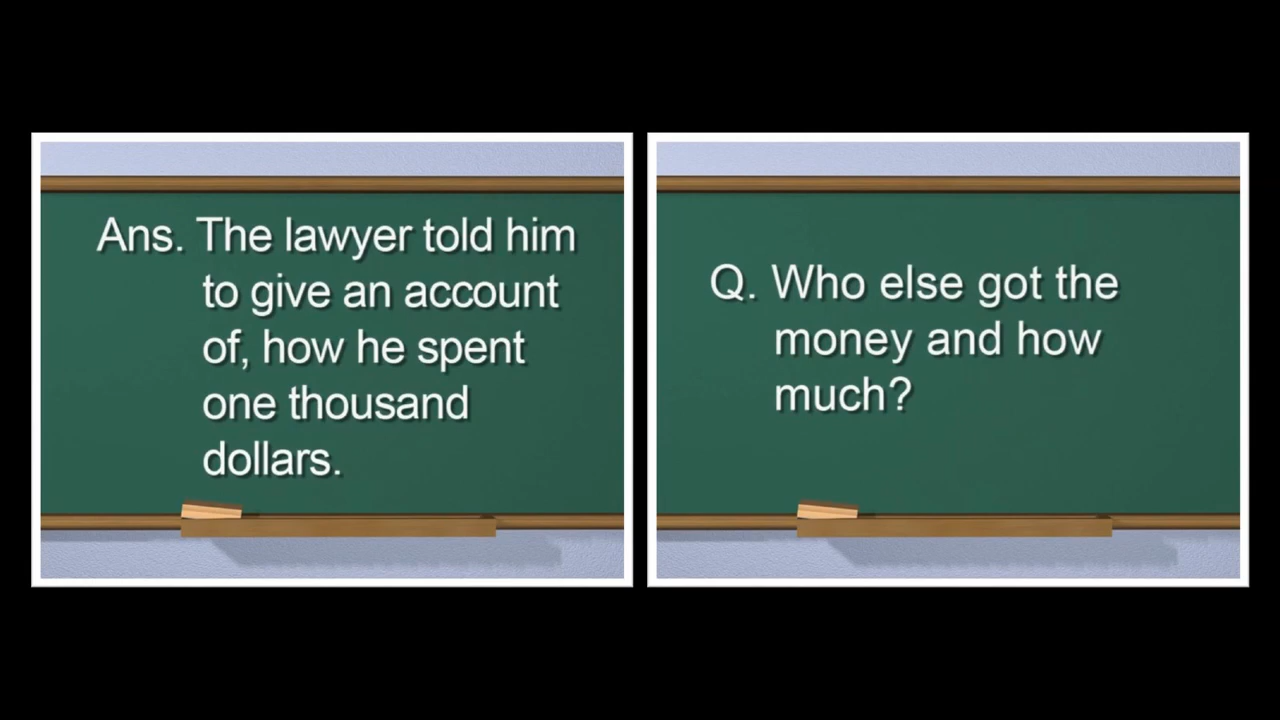 Ans. The lawyer told him
to give an account
of, how he spent
one thousand
dollars.
Q. Who else got the
money and how
much?